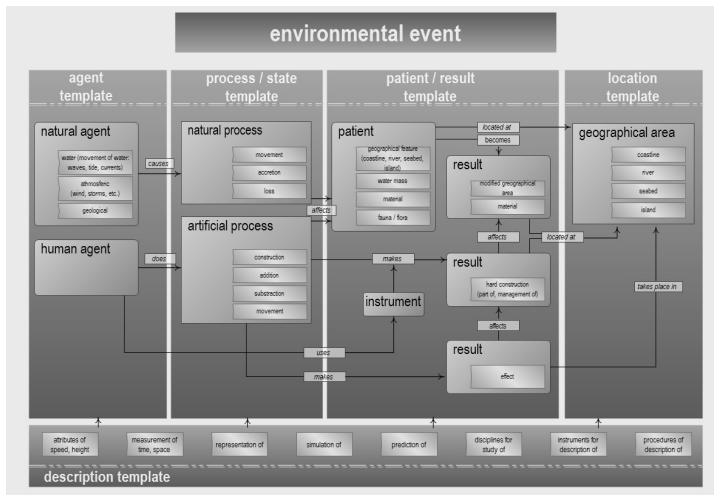 environmental event
agent
template
process / state
template
patient / result
template
location
template
natural agent
water (movement of water:
waves, tide, currents)
athmosferic
(wind, storms, etc.)
geological
human agent
causes
does
natural process
movement
accretion
loss
artificial process
construction
addition
substraction
movement
affects
patient
geographical feature
(coastline, river, seabed,
island)
water mass
material
fauna / flora
located at
becomes
result
modified greographical
area
material
affects
located at
makes
instrument
result
hard construction
(part of, management of)
affects
uses
makes
result
effect
geographical area
coastine
river
seabed
island
takes place in
attributes of
speed, height
measurement of
time, space
representation of
simulation of
prediction of
disciplines for
study of
instruments for
description of
procedures of
description of
description template